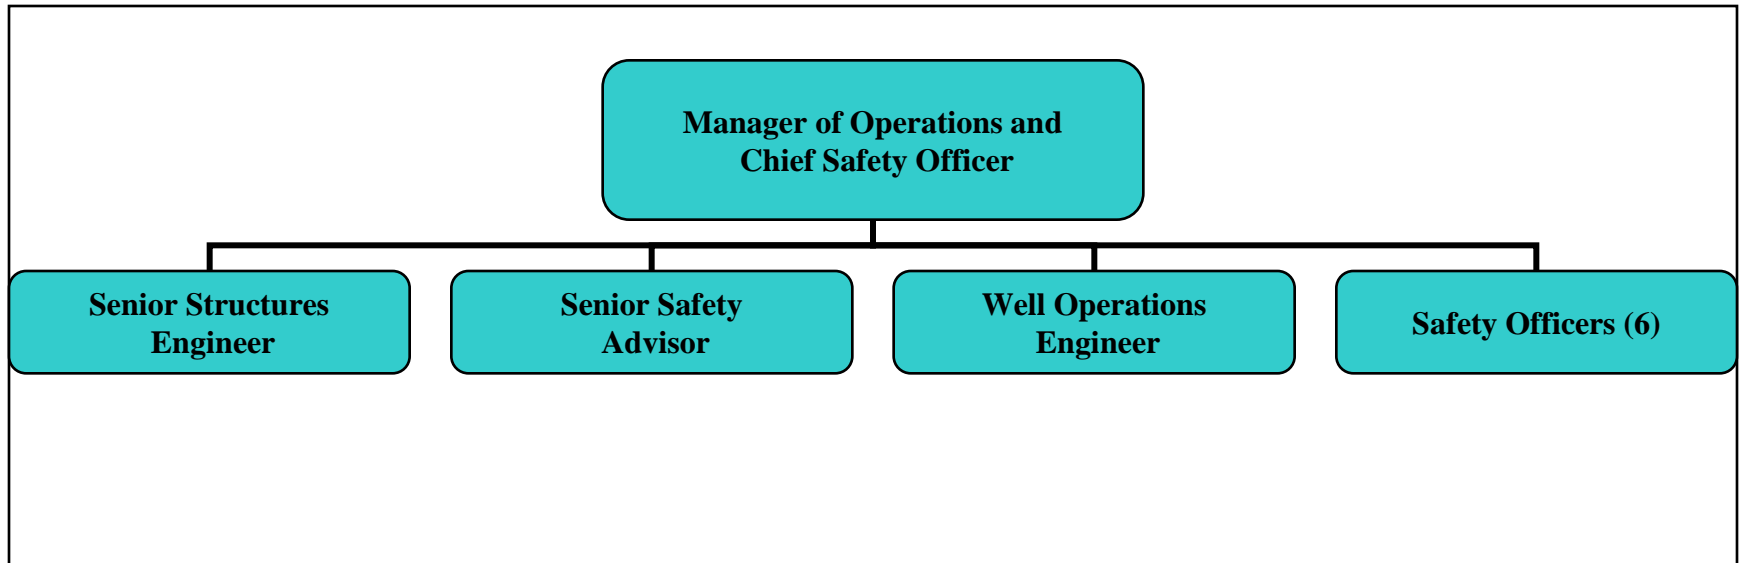 Manager of Operations and
Chief Safety Officer
Senior Structures
Engineer
Senior Safety
Advisor
Well Operations
Engineer
Safety Officers (6)